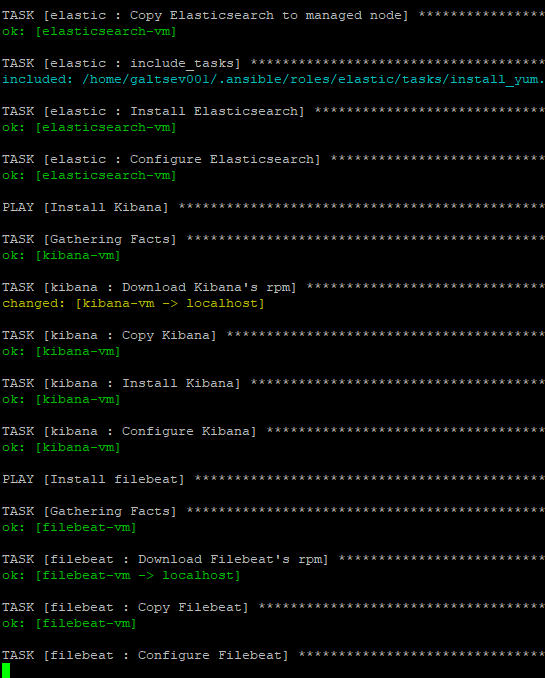 TASK [elastic : Copy Elasticsearch to managed node] ****************
ok: [elasticsearch-vm]
TASK [elastic : include_tasks] *************************************
included: /home/galtsev001/.ansible/roles/elastic/tasks/install_yum.
TASK [elastic : Install Elasticsearch] *****************************
ok: [elasticsearch-vm]
TASK [elastic : Configure Elasticsearch] ***************************
ok: [elasticsearch-vm]
PLAY [Install Kibana] **********************************************
TASK [Gathering Facts] *********************************************
ok: [kibana-vm]
TASK [kibana : Download Kibana's rpm] ******************************
changed: [kibana-vm -> localhost]
TASK [kibana : Copy Kibana] ****************************************
ok: [kibana-vm]
TASK [kibana : Install Kibana] *************************************
ok: [kibana-vm]
TASK [kibana : Configure Kibana] ***********************************
ok: [kibana-vm]
PLAY [Install filebeat] ********************************************
TASK [Gathering Facts] *********************************************
ok: [filebeat-vm]
TASK [filebeat : Download Filebeat's rpm] **************************
ok: [filebeat-vm -> localhost]
TASK [filebeat : Copy Filebeat] ************************************
ok: [filebeat-vm]
TASK [filebeat : Configure Filebeat] *******************************